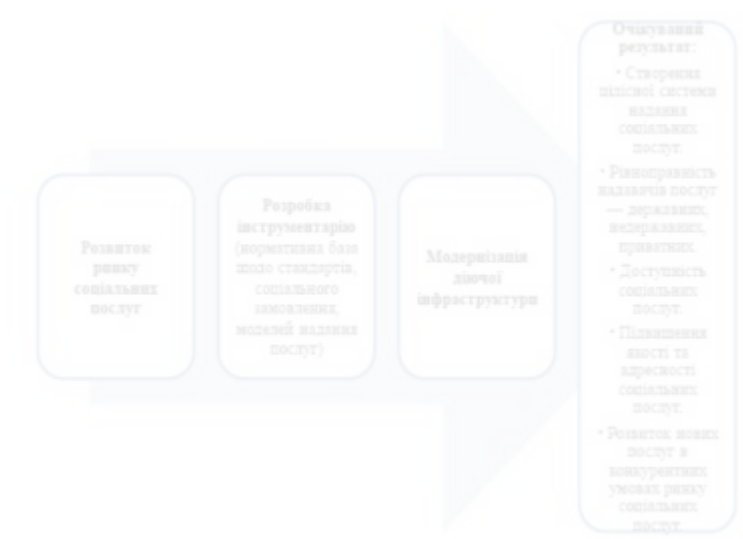 Розвиток
ринку
соціальних
послуг
Розробка
інструментарію
(нормативна база
щодо стандартів,
соціального
замовлення,
моделей надання
послуг)
Модернізація
діючої
інфраструктури
Очікуваний
результат:
• Створення
цілісної системи
надання
соціальних
послуг.
• Рівноправність
надавачів послуг
— державних,
недержавних,
приватних.
• Доступність
соціальних
послуг.
• Підвищення
якості та
адресності
соціальних
послуг.
• Розвиток нових
послуг в
конкурентних
умовах ринку
соціальних
послуг.